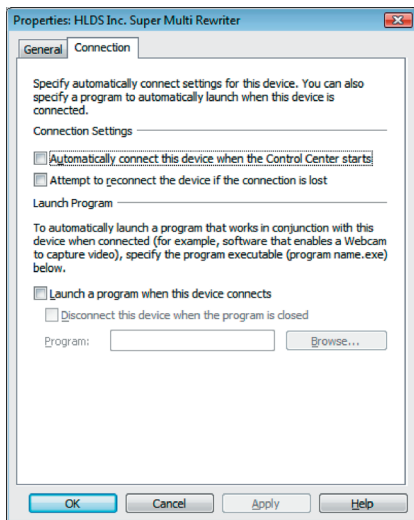 Properties: HLDS Inc. Super Multi Rewriter
General
Connection
Specify automatically connect settings for this device. You can also
specify a program to automatically launch when this device is
connected.
Connection Settings
Automatically connect this device when the Control Center starts
Attempt to reconnect the device if the connection is lost
Launch Program
To automatically launch a program that works in conjunction with this
device when connected (for example, software that enables a Webcam
to capture video), specify the program executable (program name.exe)
below.
Launch a program when this device connects
Disconnect this device when the program is closed
Program:
Browse...
OK
Cancel
Apply
Help